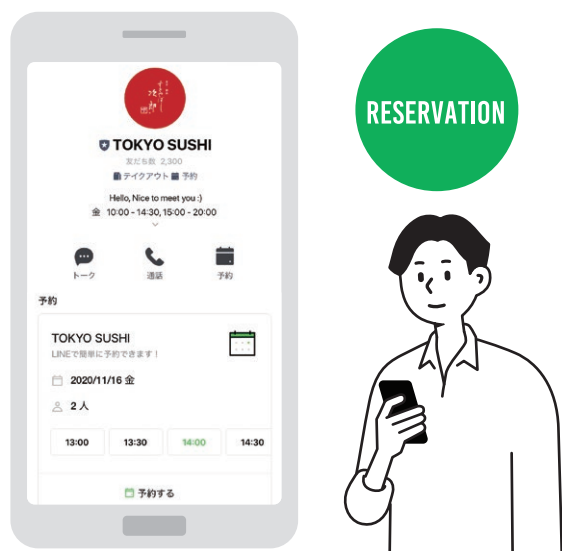 TOKYO SUSHI
友だち数 2,300
テイクアウト 予約
Hello, Nice to meet you :)
金 10:00 - 14:30, 15:00 - 20:00
トーク 通話 予約
予約
TOKYO SUSHI
LINEで簡単に予約できます！
2020/11/16 金
2 人
13:00 13:30 14:00 14:30
予約する
RESERVATION